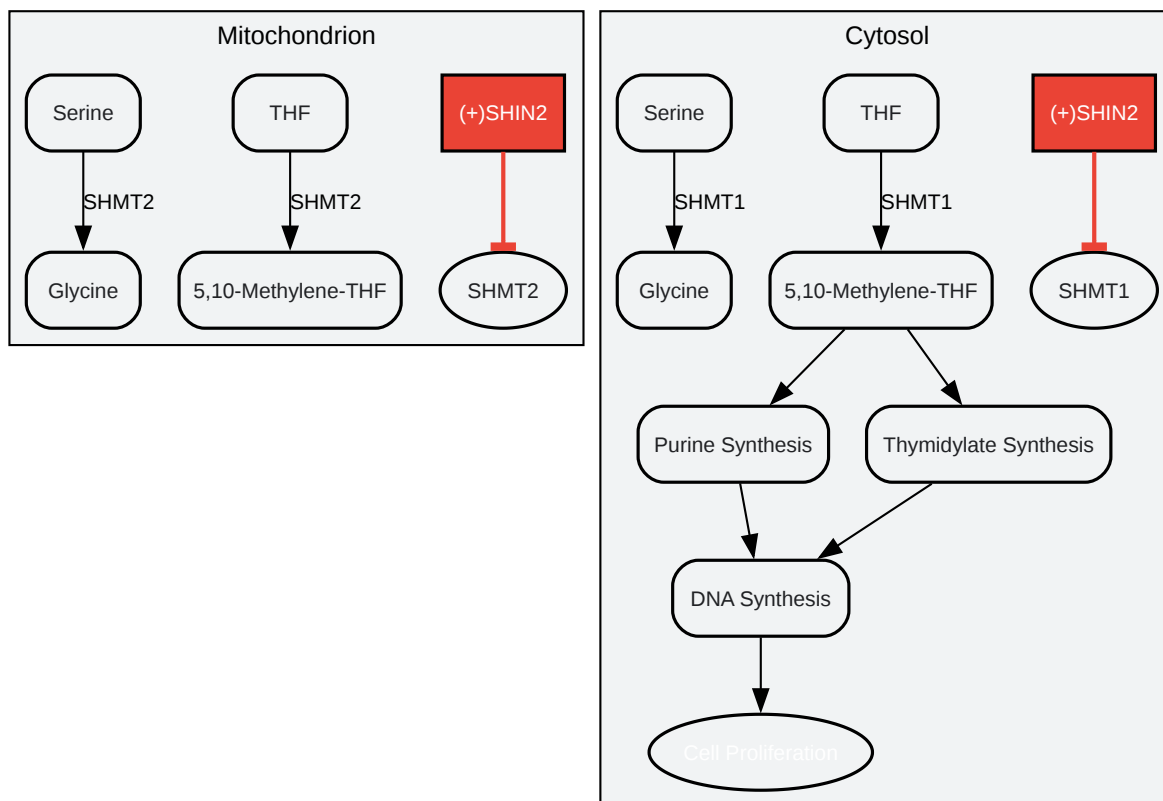 Mitochondrion
Serine
THF
(+)SHIN2
SHMT2
SHMT2
Glycine
5,10-Methylene-THF
SHMT2
Cytosol
Serine
THF
(+)SHIN2
SHMT1
SHMT1
Glycine
5,10-Methylene-THF
SHMT1
Purine Synthesis
Thymidylate Synthesis
DNA Synthesis
Cell Proliferation